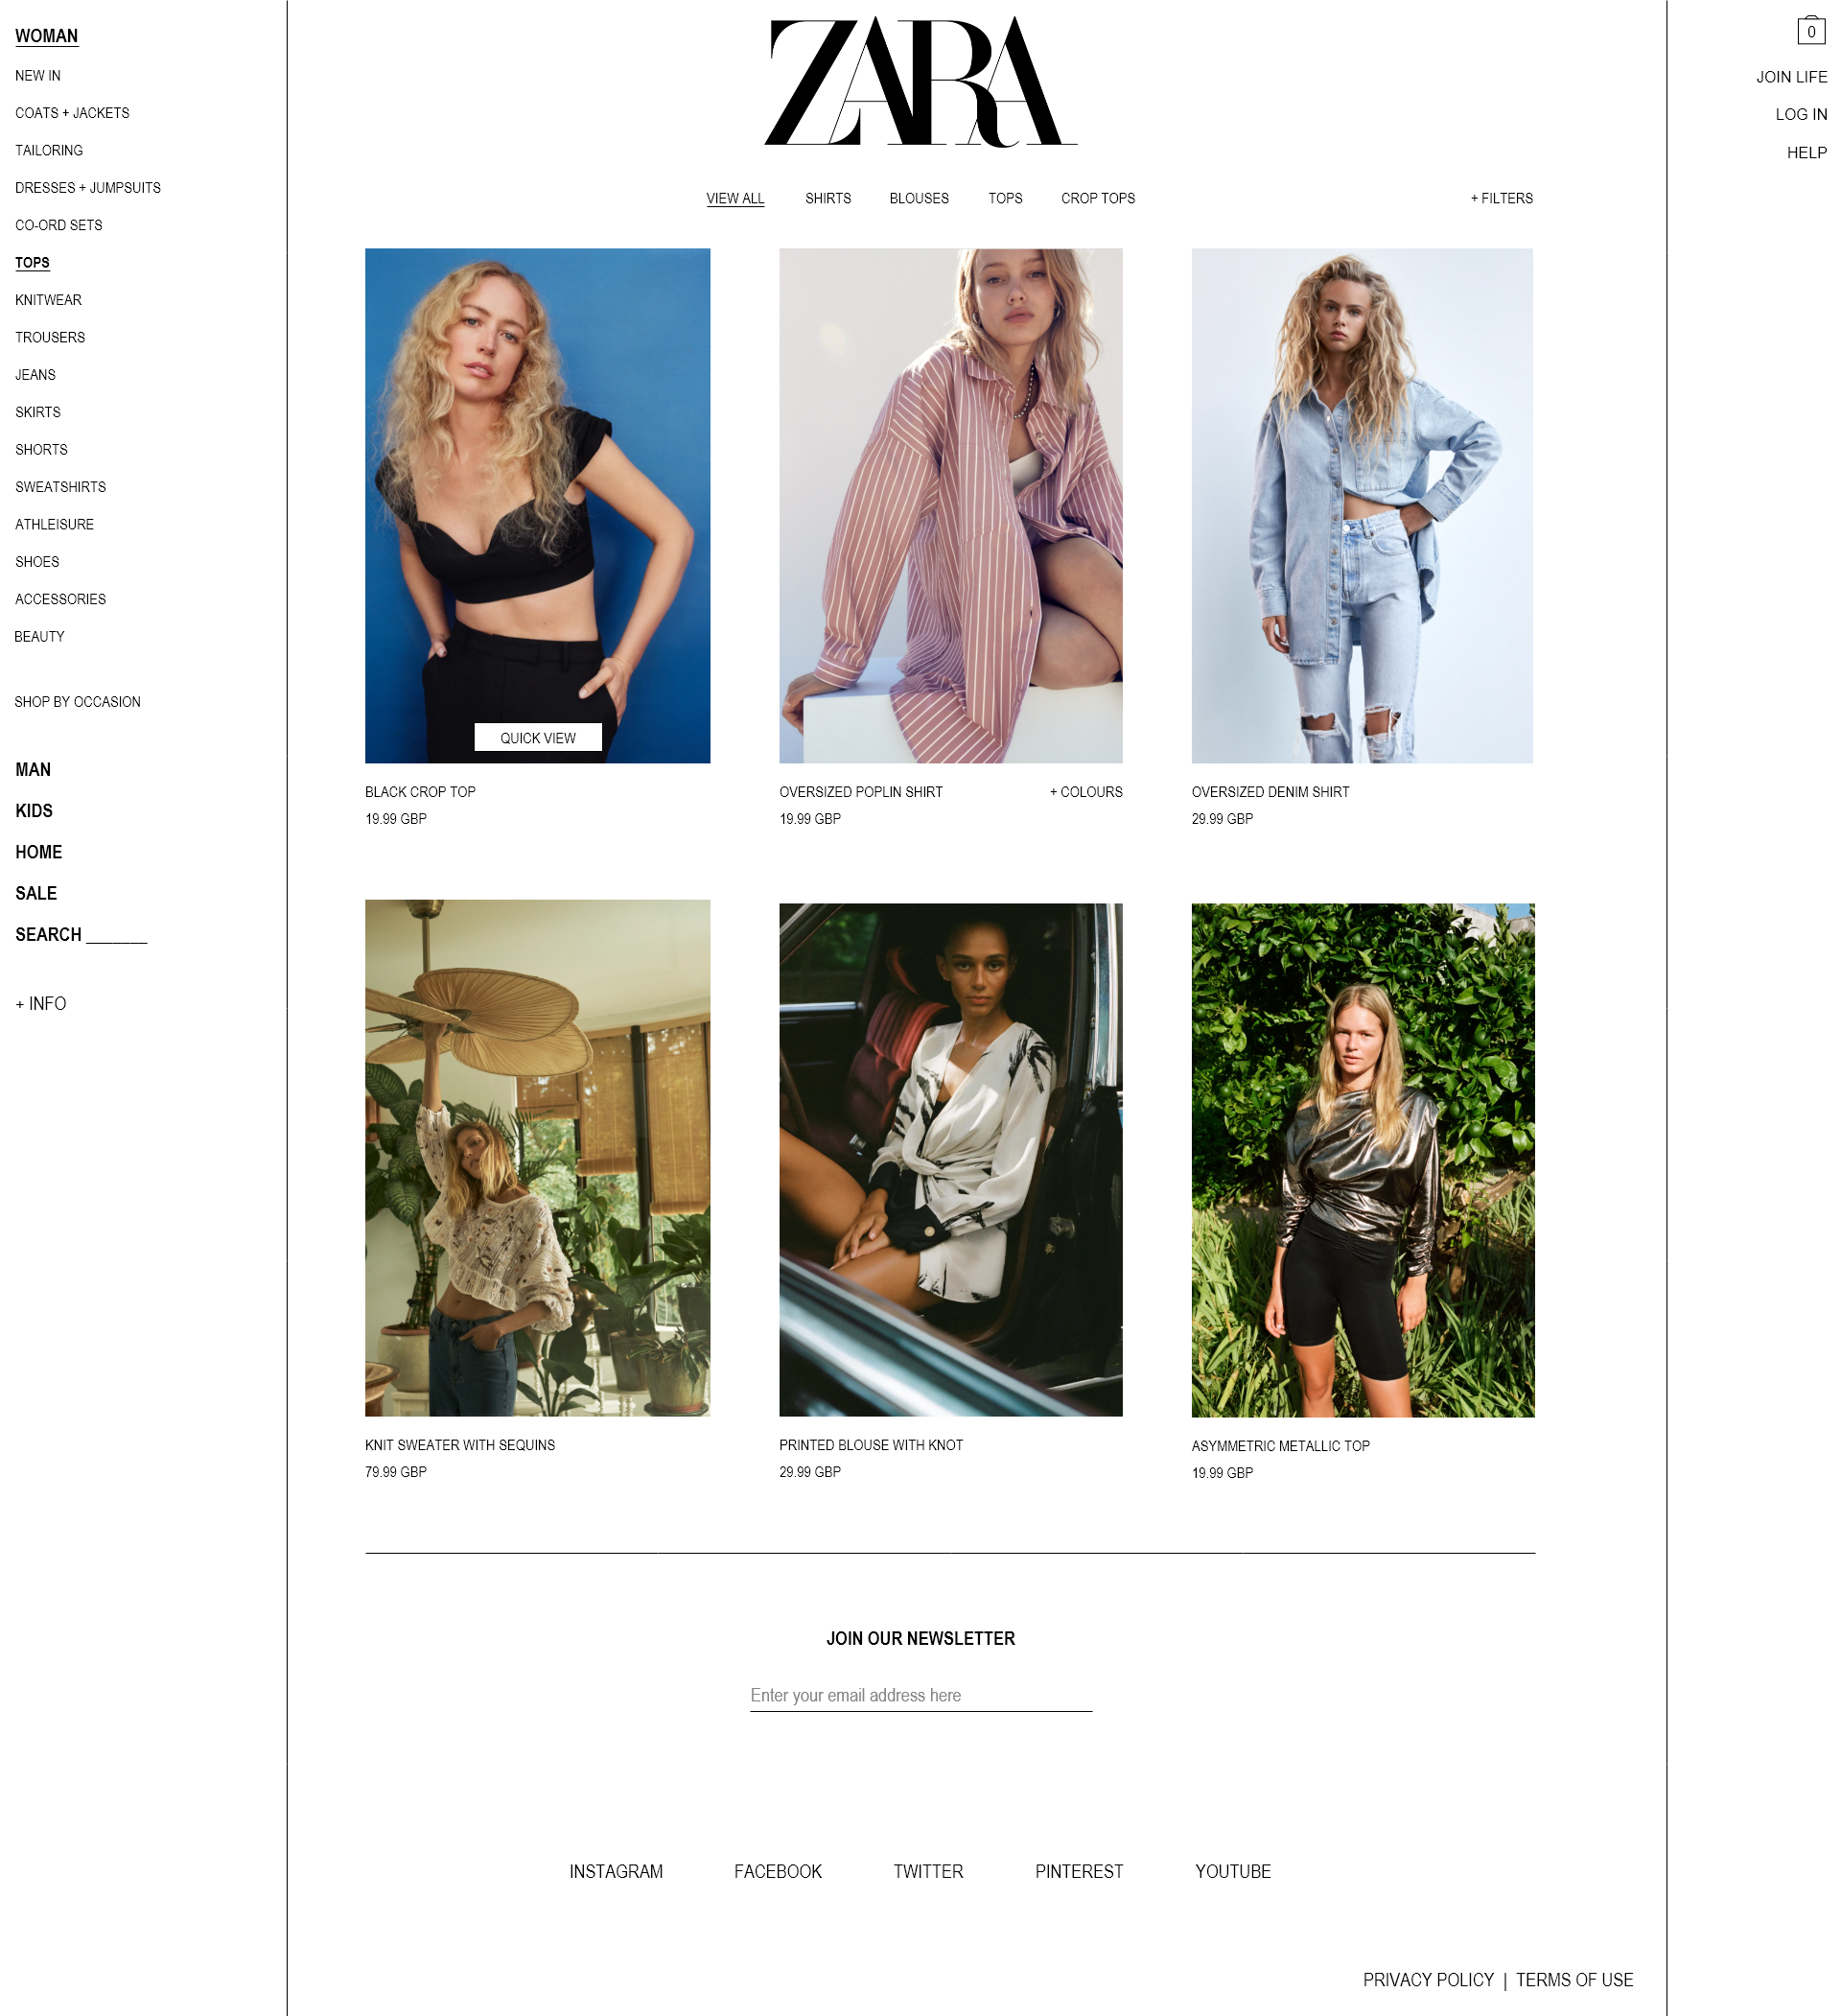 WOMAN
NEW IN
COATS + JACKETS
TAILORING
DRESSES + JUMPSUITS
CO-ORD SETS
TOPS
KNITWEAR
TROUSERS
JEANS
SKIRTS
SHORTS
SWEATSHIRTS
ATHLEISURE
SHOES
ACCESSORIES
BEAUTY
SHOP BY OCCASION
MAN
KIDS
HOME
SALE
SEARCH _______
+ INFO
ZARA
0
JOIN LIFE
LOG IN
HELP
VIEW ALL SHIRTS BLOUSES TOPS CROP TOPS + FILTERS
QUICK VIEW
BLACK CROP TOP
19.99 GBP
OVERSIZED POPLIN SHIRT + COLOURS
19.99 GBP
OVERSIZED DENIM SHIRT
29.99 GBP
KNIT SWEATER WITH SEQUINS
79.99 GBP
PRINTED BLOUSE WITH KNOT
29.99 GBP
ASYMMETRIC METALLIC TOP
19.99 GBP
JOIN OUR NEWSLETTER
Enter your email address here
INSTAGRAM FACEBOOK TWITTER PINTEREST YOUTUBE
PRIVACY POLICY | TERMS OF USE